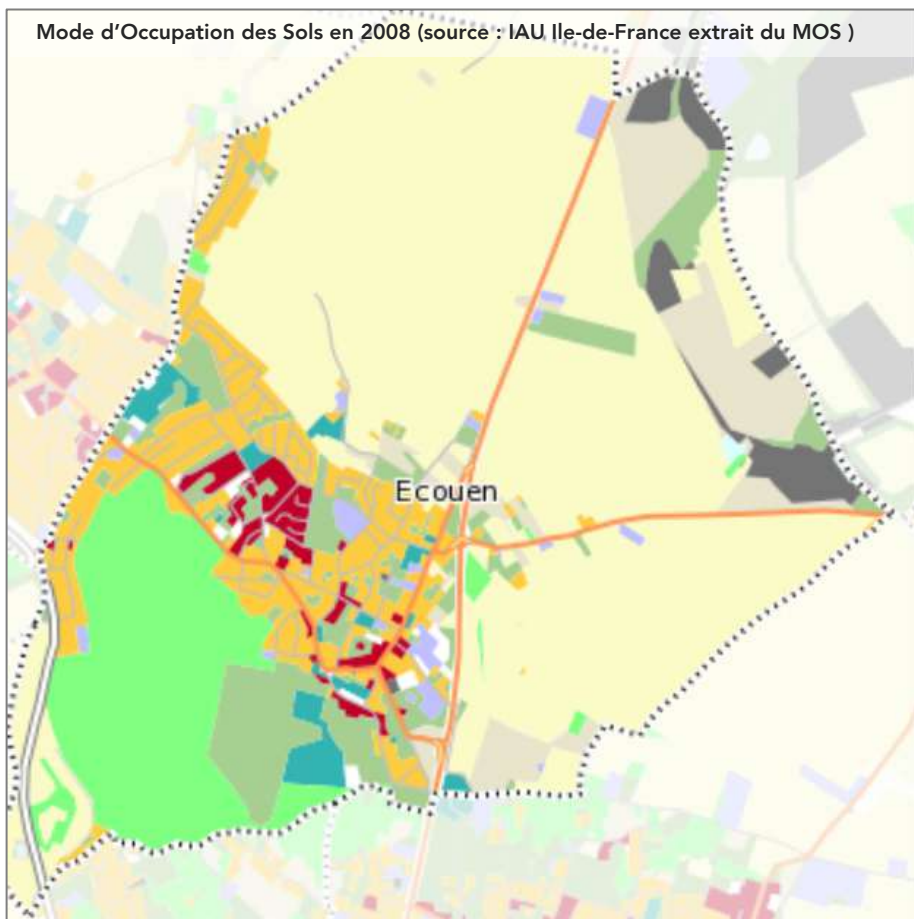 Mode d’Occupation des Sols en 2008 (source : IAU Ile-de-France extrait du MOS )
Ecouen